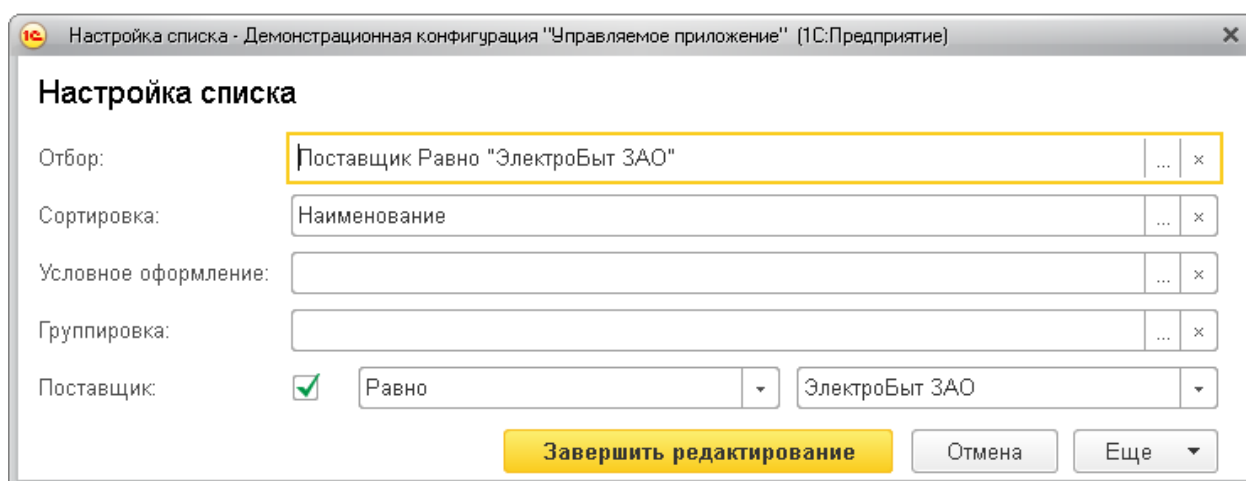 1С Настройка списка - Демонстрационная конфигурация "Управляемое приложение" (1С:Предприятие) ×
Настройка списка
Отбор: Поставщик Равно "ЭлектроБыт ЗАО" ... ×
Сортировка: Наименование ... ×
Условное оформление: ... ×
Группировка: ... ×
Поставщик: Равно ЭлектроБыт ЗАО
Завершить редактирование Отмена Еще